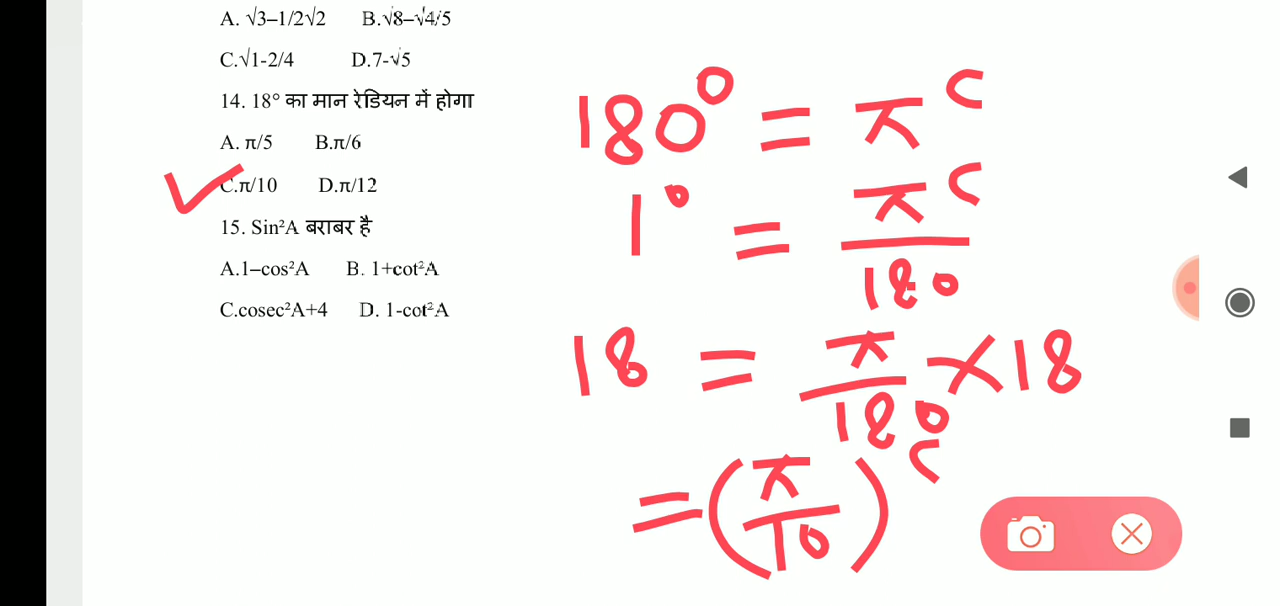 A. √3–1/2√2 B.√8–√4/5
C.√1-2/4 D.7-√5
14. 18° का मान रेडियन में होगा
A. π/5 B.π/6
C.π/10 D.π/12
15. Sin²A बराबर है
A.1–cos²A B. 1+cot²A
C.cosec²A+4 D. 1-cot²A
180° = π^c
1° = π^c/180
18 = π/180 × 18
= (π/10)^c